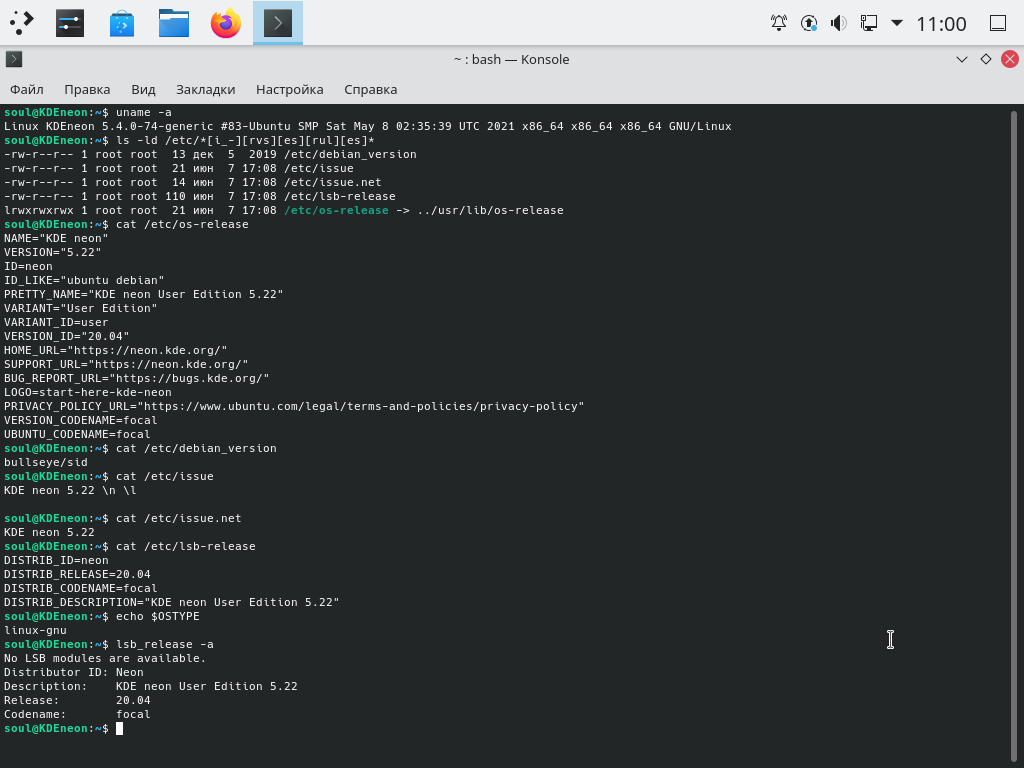 11:00
~ : bash — Konsole
Файл Правка Вид Закладки Настройка Справка
soul@KDEneon:~$ uname -a
Linux KDEneon 5.4.0-74-generic #83-Ubuntu SMP Sat May 8 02:35:39 UTC 2021 x86_64 x86_64 x86_64 GNU/Linux
soul@KDEneon:~$ ls -ld /etc/*[i_-][rvs][es][rul][es]*
-rw-r--r-- 1 root root  13 дек  5  2019 /etc/debian_version
-rw-r--r-- 1 root root  21 июн  7 17:08 /etc/issue
-rw-r--r-- 1 root root  14 июн  7 17:08 /etc/issue.net
-rw-r--r-- 1 root root 110 июн  7 17:08 /etc/lsb-release
lrwxrwxrwx 1 root root  21 июн  7 17:08 /etc/os-release -> ../usr/lib/os-release
soul@KDEneon:~$ cat /etc/os-release
NAME="KDE neon"
VERSION="5.22"
ID=neon
ID_LIKE="ubuntu debian"
PRETTY_NAME="KDE neon User Edition 5.22"
VARIANT="User Edition"
VARIANT_ID=user
VERSION_ID="20.04"
HOME_URL="https://neon.kde.org/"
SUPPORT_URL="https://neon.kde.org/"
BUG_REPORT_URL="https://bugs.kde.org/"
LOGO=start-here-kde-neon
PRIVACY_POLICY_URL="https://www.ubuntu.com/legal/terms-and-policies/privacy-policy"
VERSION_CODENAME=focal
UBUNTU_CODENAME=focal
soul@KDEneon:~$ cat /etc/debian_version
bullseye/sid
soul@KDEneon:~$ cat /etc/issue
KDE neon 5.22 \n \l
soul@KDEneon:~$ cat /etc/issue.net
KDE neon 5.22
soul@KDEneon:~$ cat /etc/lsb-release
DISTRIB_ID=neon
DISTRIB_RELEASE=20.04
DISTRIB_CODENAME=focal
DISTRIB_DESCRIPTION="KDE neon User Edition 5.22"
soul@KDEneon:~$ echo $OSTYPE
linux-gnu
soul@KDEneon:~$ lsb_release -a
No LSB modules are available.
Distributor ID: Neon
Description:    KDE neon User Edition 5.22
Release:        20.04
Codename:       focal
soul@KDEneon:~$